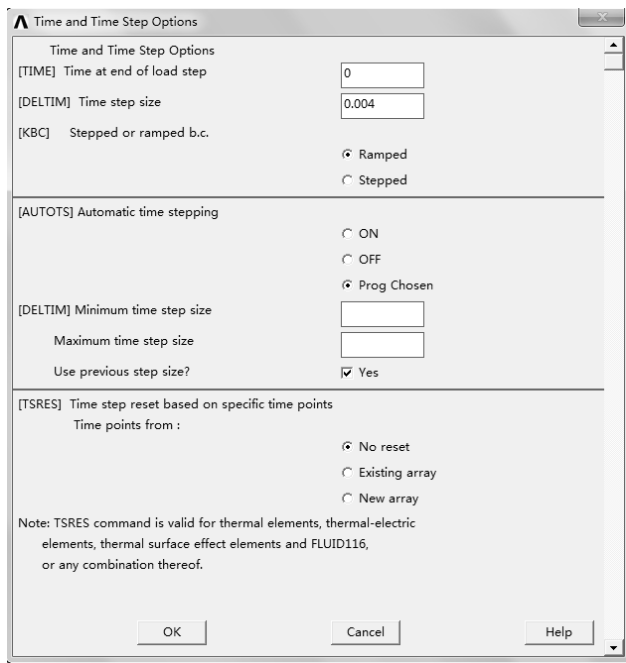 Time and Time Step Options
Time and Time Step Options
[TIME] Time at end of load step 0
[DELTIM] Time step size 0.004
[KBC] Stepped or ramped b.c.
Ramped
Stepped
[AUTOTS] Automatic time stepping
ON
OFF
Prog Chosen
[DELTIM] Minimum time step size
Maximum time step size
Use previous step size? Yes
[TSRES] Time step reset based on specific time points
Time points from :
No reset
Existing array
New array
Note: TSRES command is valid for thermal elements, thermal-electric
elements, thermal surface effect elements and FLUID116,
or any combination thereof.
OK Cancel Help